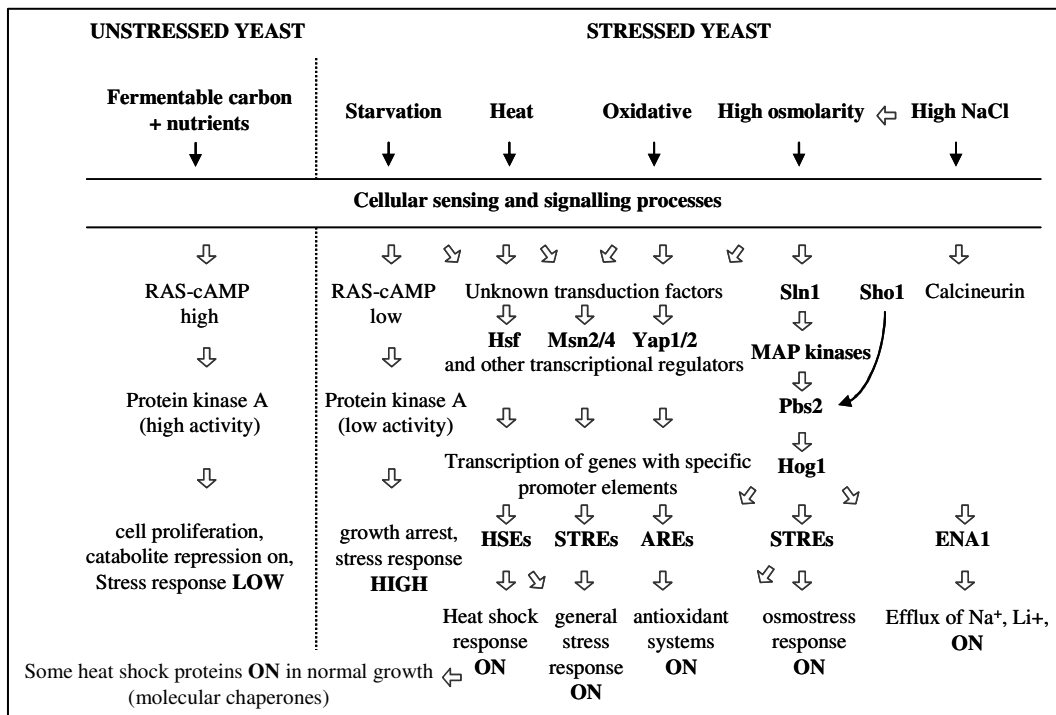 UNSTRESSED YEAST
STRESSED YEAST
Fermentable carbon
+ nutrients
Starvation
Heat
Oxidative
High osmolarity
High NaCl
Cellular sensing and signalling processes
RAS-cAMP
high
RAS-cAMP
low
Unknown transduction factors
Sln1
Sho1
Calcineurin
Hsf
Msn2/4
Yap1/2
and other transcriptional regulators
MAP kinases
Pbs2
Protein kinase A
(high activity)
Protein kinase A
(low activity)
Hog1
Transcription of genes with specific
promoter elements
cell proliferation,
catabolite repression on,
Stress response LOW
growth arrest,
stress response
HIGH
HSEs
STREs
AREs
STREs
ENA1
Heat shock
response
ON
general
stress
response
ON
antioxidant
systems
ON
osmostress
response
ON
Efflux of Na⁺, Li+,
ON
Some heat shock proteins ON in normal growth
(molecular chaperones)